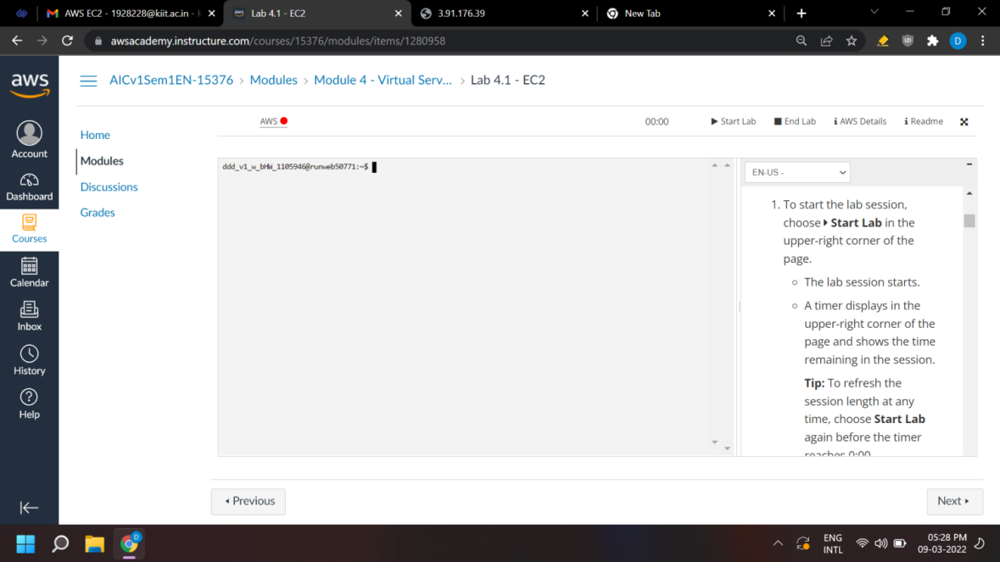 AWS EC2 - 1928228@kiit.ac.in -
Lab 4.1 - EC2
3.91.176.39
New Tab
awsacademy.instructure.com/courses/15376/modules/items/1280958
D
aws
AICv1Sem1EN-15376 › Modules › Module 4 - Virtual Serv... › Lab 4.1 - EC2
Account
Dashboard
Courses
Calendar
Inbox
History
Help
Home
Modules
Discussions
Grades
AWS
00:00
Start Lab
End Lab
AWS Details
Readme
ddd_v1_w_bHW_1105946@runweb50771:~$
EN-US -
1. To start the lab session,
choose Start Lab in the
upper-right corner of the
page.
The lab session starts.
A timer displays in the
upper-right corner of the
page and shows the time
remaining in the session.
Tip: To refresh the
session length at any
time, choose Start Lab
again before the timer
reaches 0:00
Previous
Next
D
ENG
INTL
05:28 PM
09-03-2022